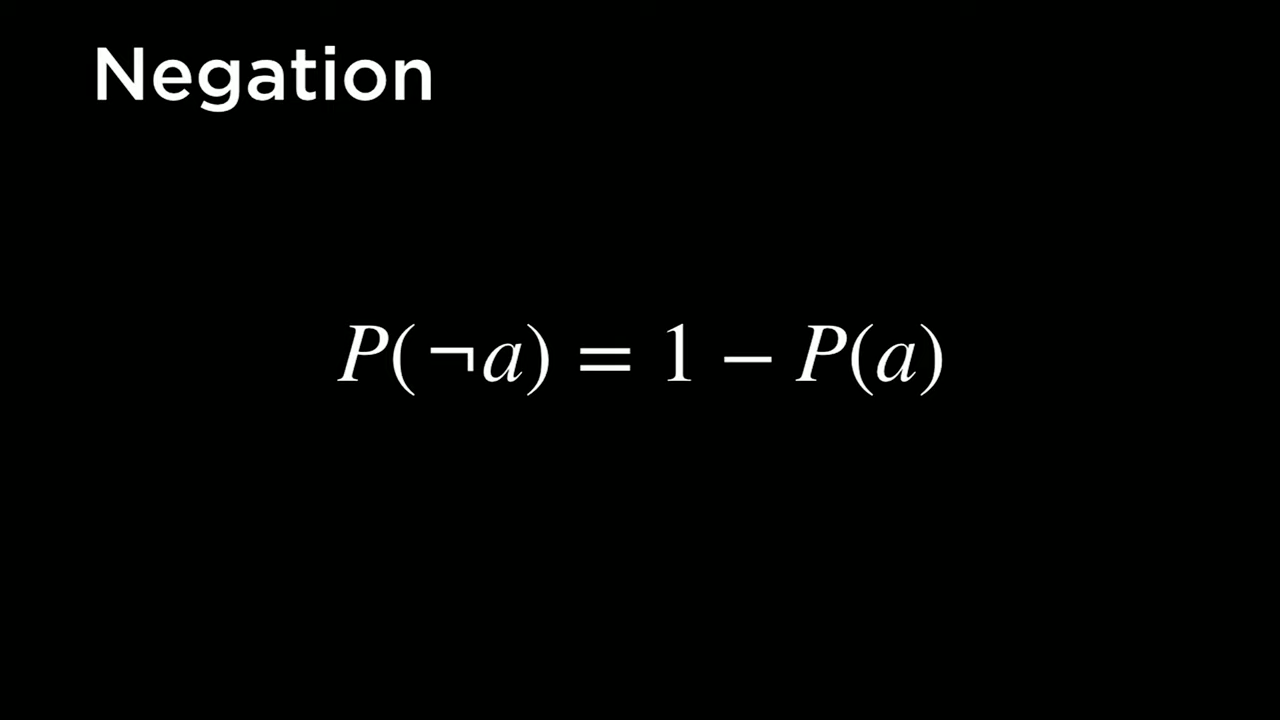 Negation
P(¬a) = 1 − P(a)